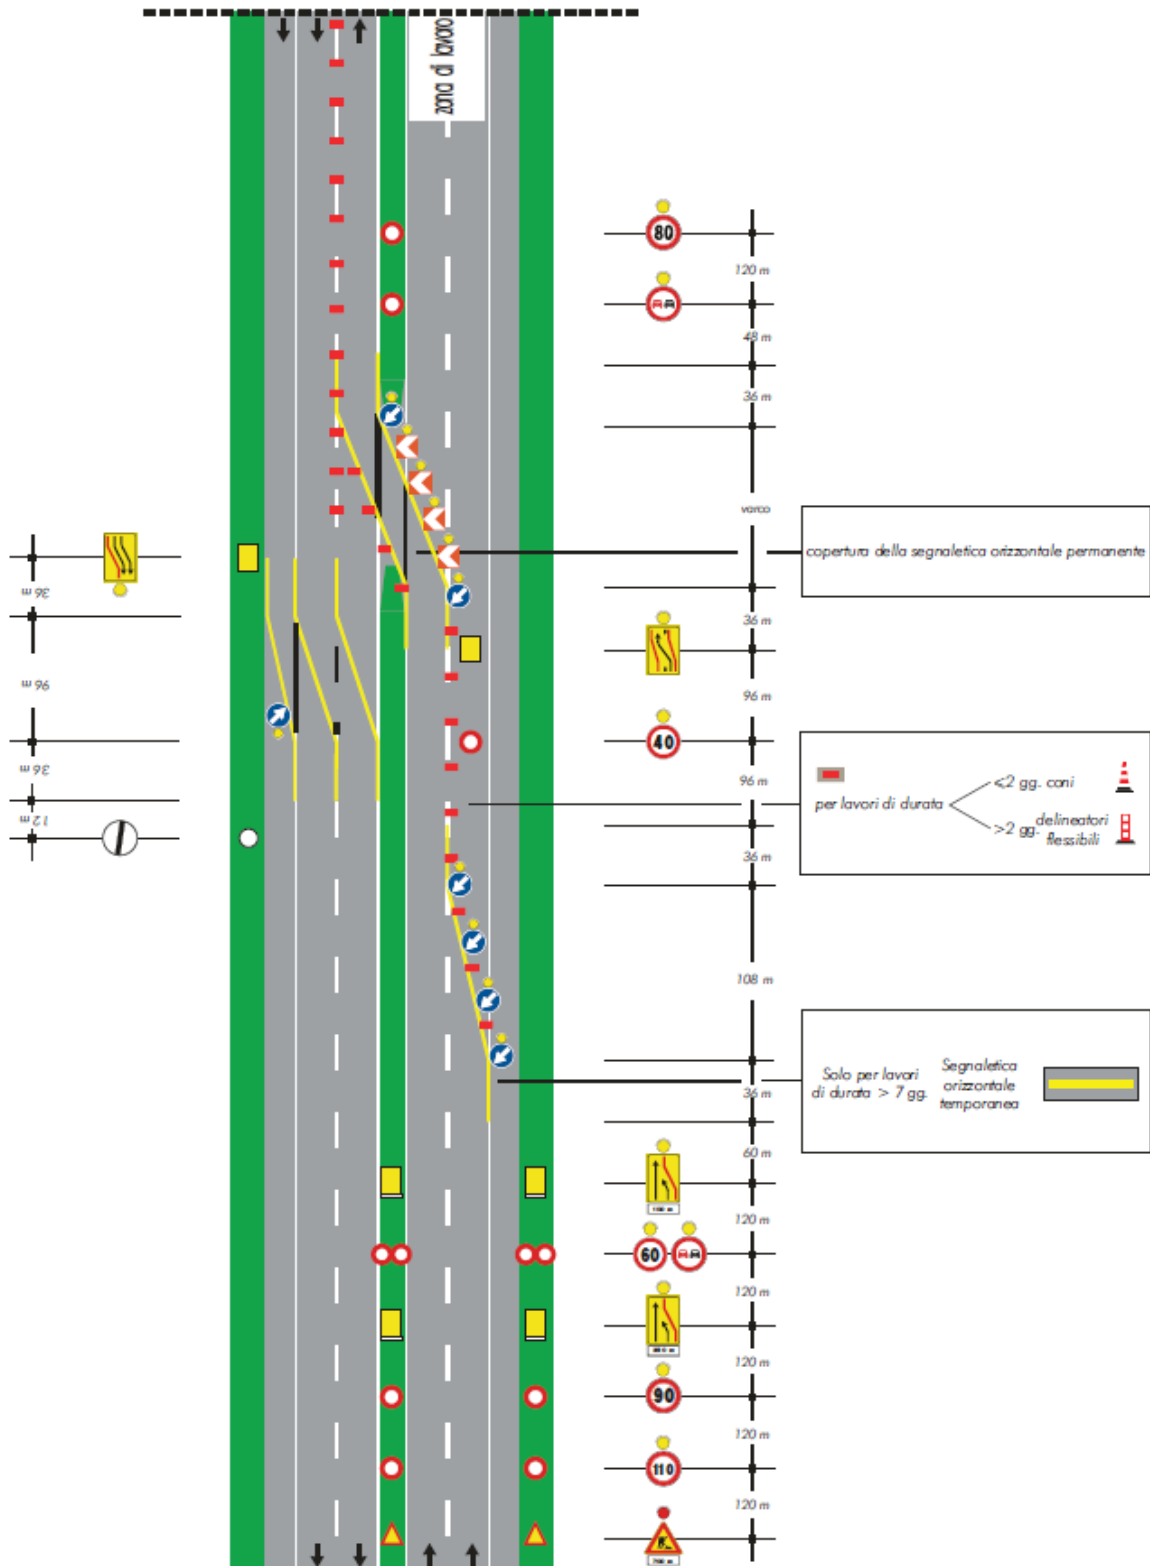 zona di lavoro
80
120 m
48 m
36 m
varco
copertura della segnaletica orizzontale permanente
36 m
36 m
96 m
96 m
40
36 m
96 m
12 m
per lavori di durata
<2 gg. coni
>2 gg. delineatori
flessibili
36 m
108 m
Solo per lavori
di durata > 7 gg.
Segnaletica
orizzontale
temporanea
36 m
60 m
120 m
60
120 m
120 m
90
120 m
110
120 m